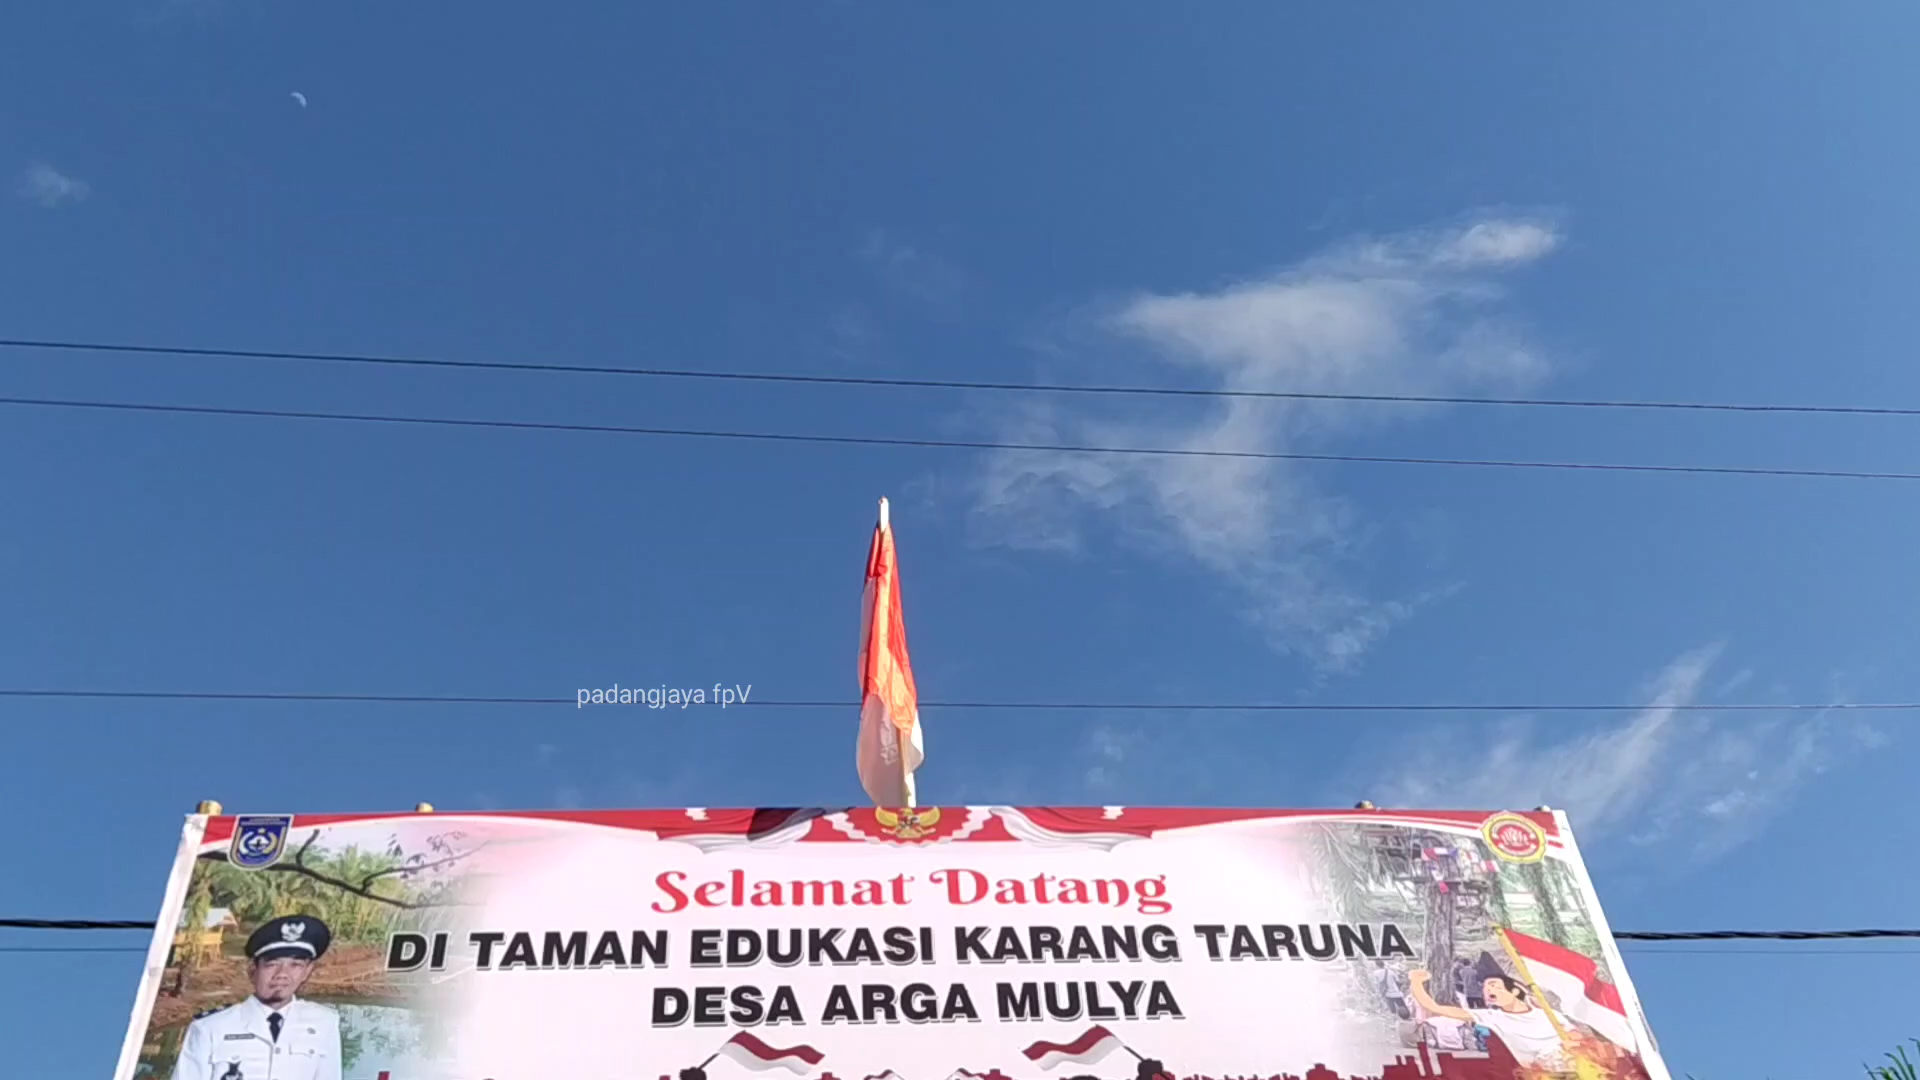 padangjaya fpV
Selamat Datang
DI TAMAN EDUKASI KARANG TARUNA
DESA ARGA MULYA